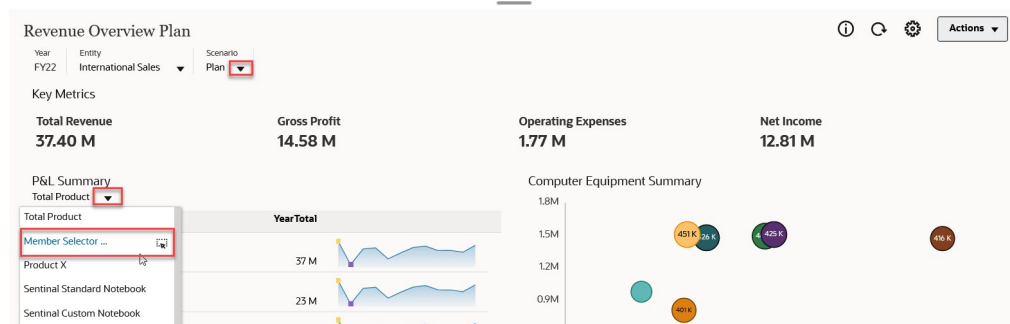 Revenue Overview Plan
Actions
Year Entity Scenario
FY22 International Sales Plan
Key Metrics
Total Revenue Gross Profit Operating Expenses Net Income
37.40 M 14.58 M 1.77 M 12.81 M
P&L Summary
Total Product
Total Product
Member Selector ...
Product X
Sentinal Standard Notebook
Sentinal Custom Notebook
YearTotal
37 M
23 M
Computer Equipment Summary
1.8M
1.5M
1.2M
0.9M
451 K
425 K
416 K
401 K